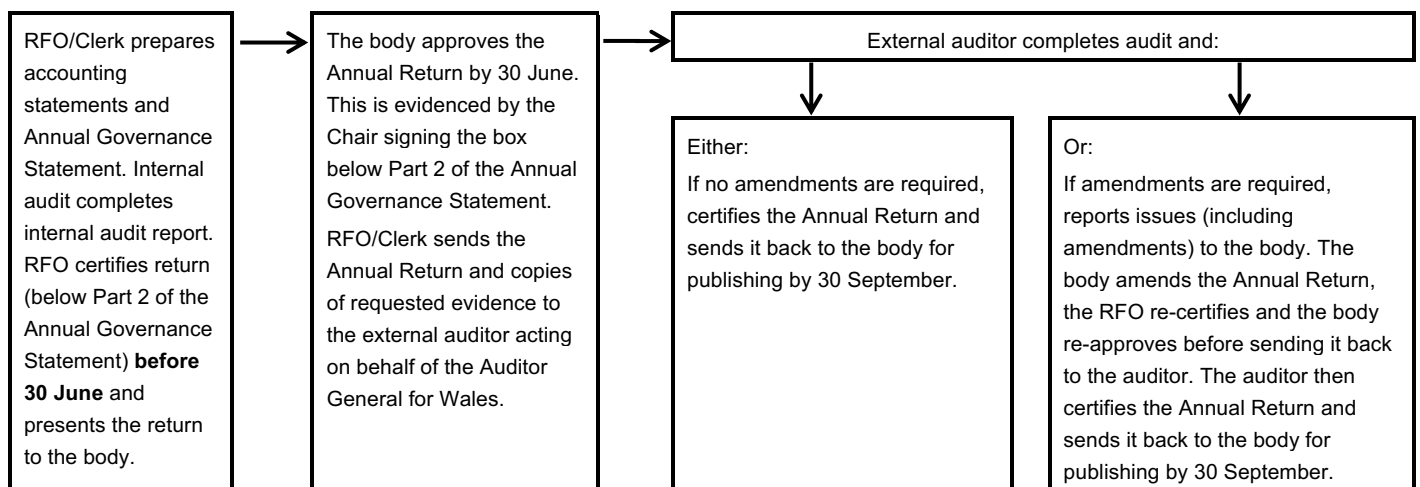 RFO/Clerk prepares
accounting
statements and
Annual Governance
Statement. Internal
audit completes
internal audit report.
RFO certifies return
(below Part 2 of the
Annual Governance
Statement) before
30 June and
presents the return
to the body.
The body approves the
Annual Return by 30 June.
This is evidenced by the
Chair signing the box
below Part 2 of the Annual
Governance Statement.
RFO/Clerk sends the
Annual Return and copies
of requested evidence to
the external auditor acting
on behalf of the Auditor
General for Wales.
External auditor completes audit and:
Either:
If no amendments are required,
certifies the Annual Return and
sends it back to the body for
publishing by 30 September.
Or:
If amendments are required,
reports issues (including
amendments) to the body. The
body amends the Annual Return,
the RFO re-certifies and the body
re-approves before sending it back
to the auditor. The auditor then
certifies the Annual Return and
sends it back to the body for
publishing by 30 September.